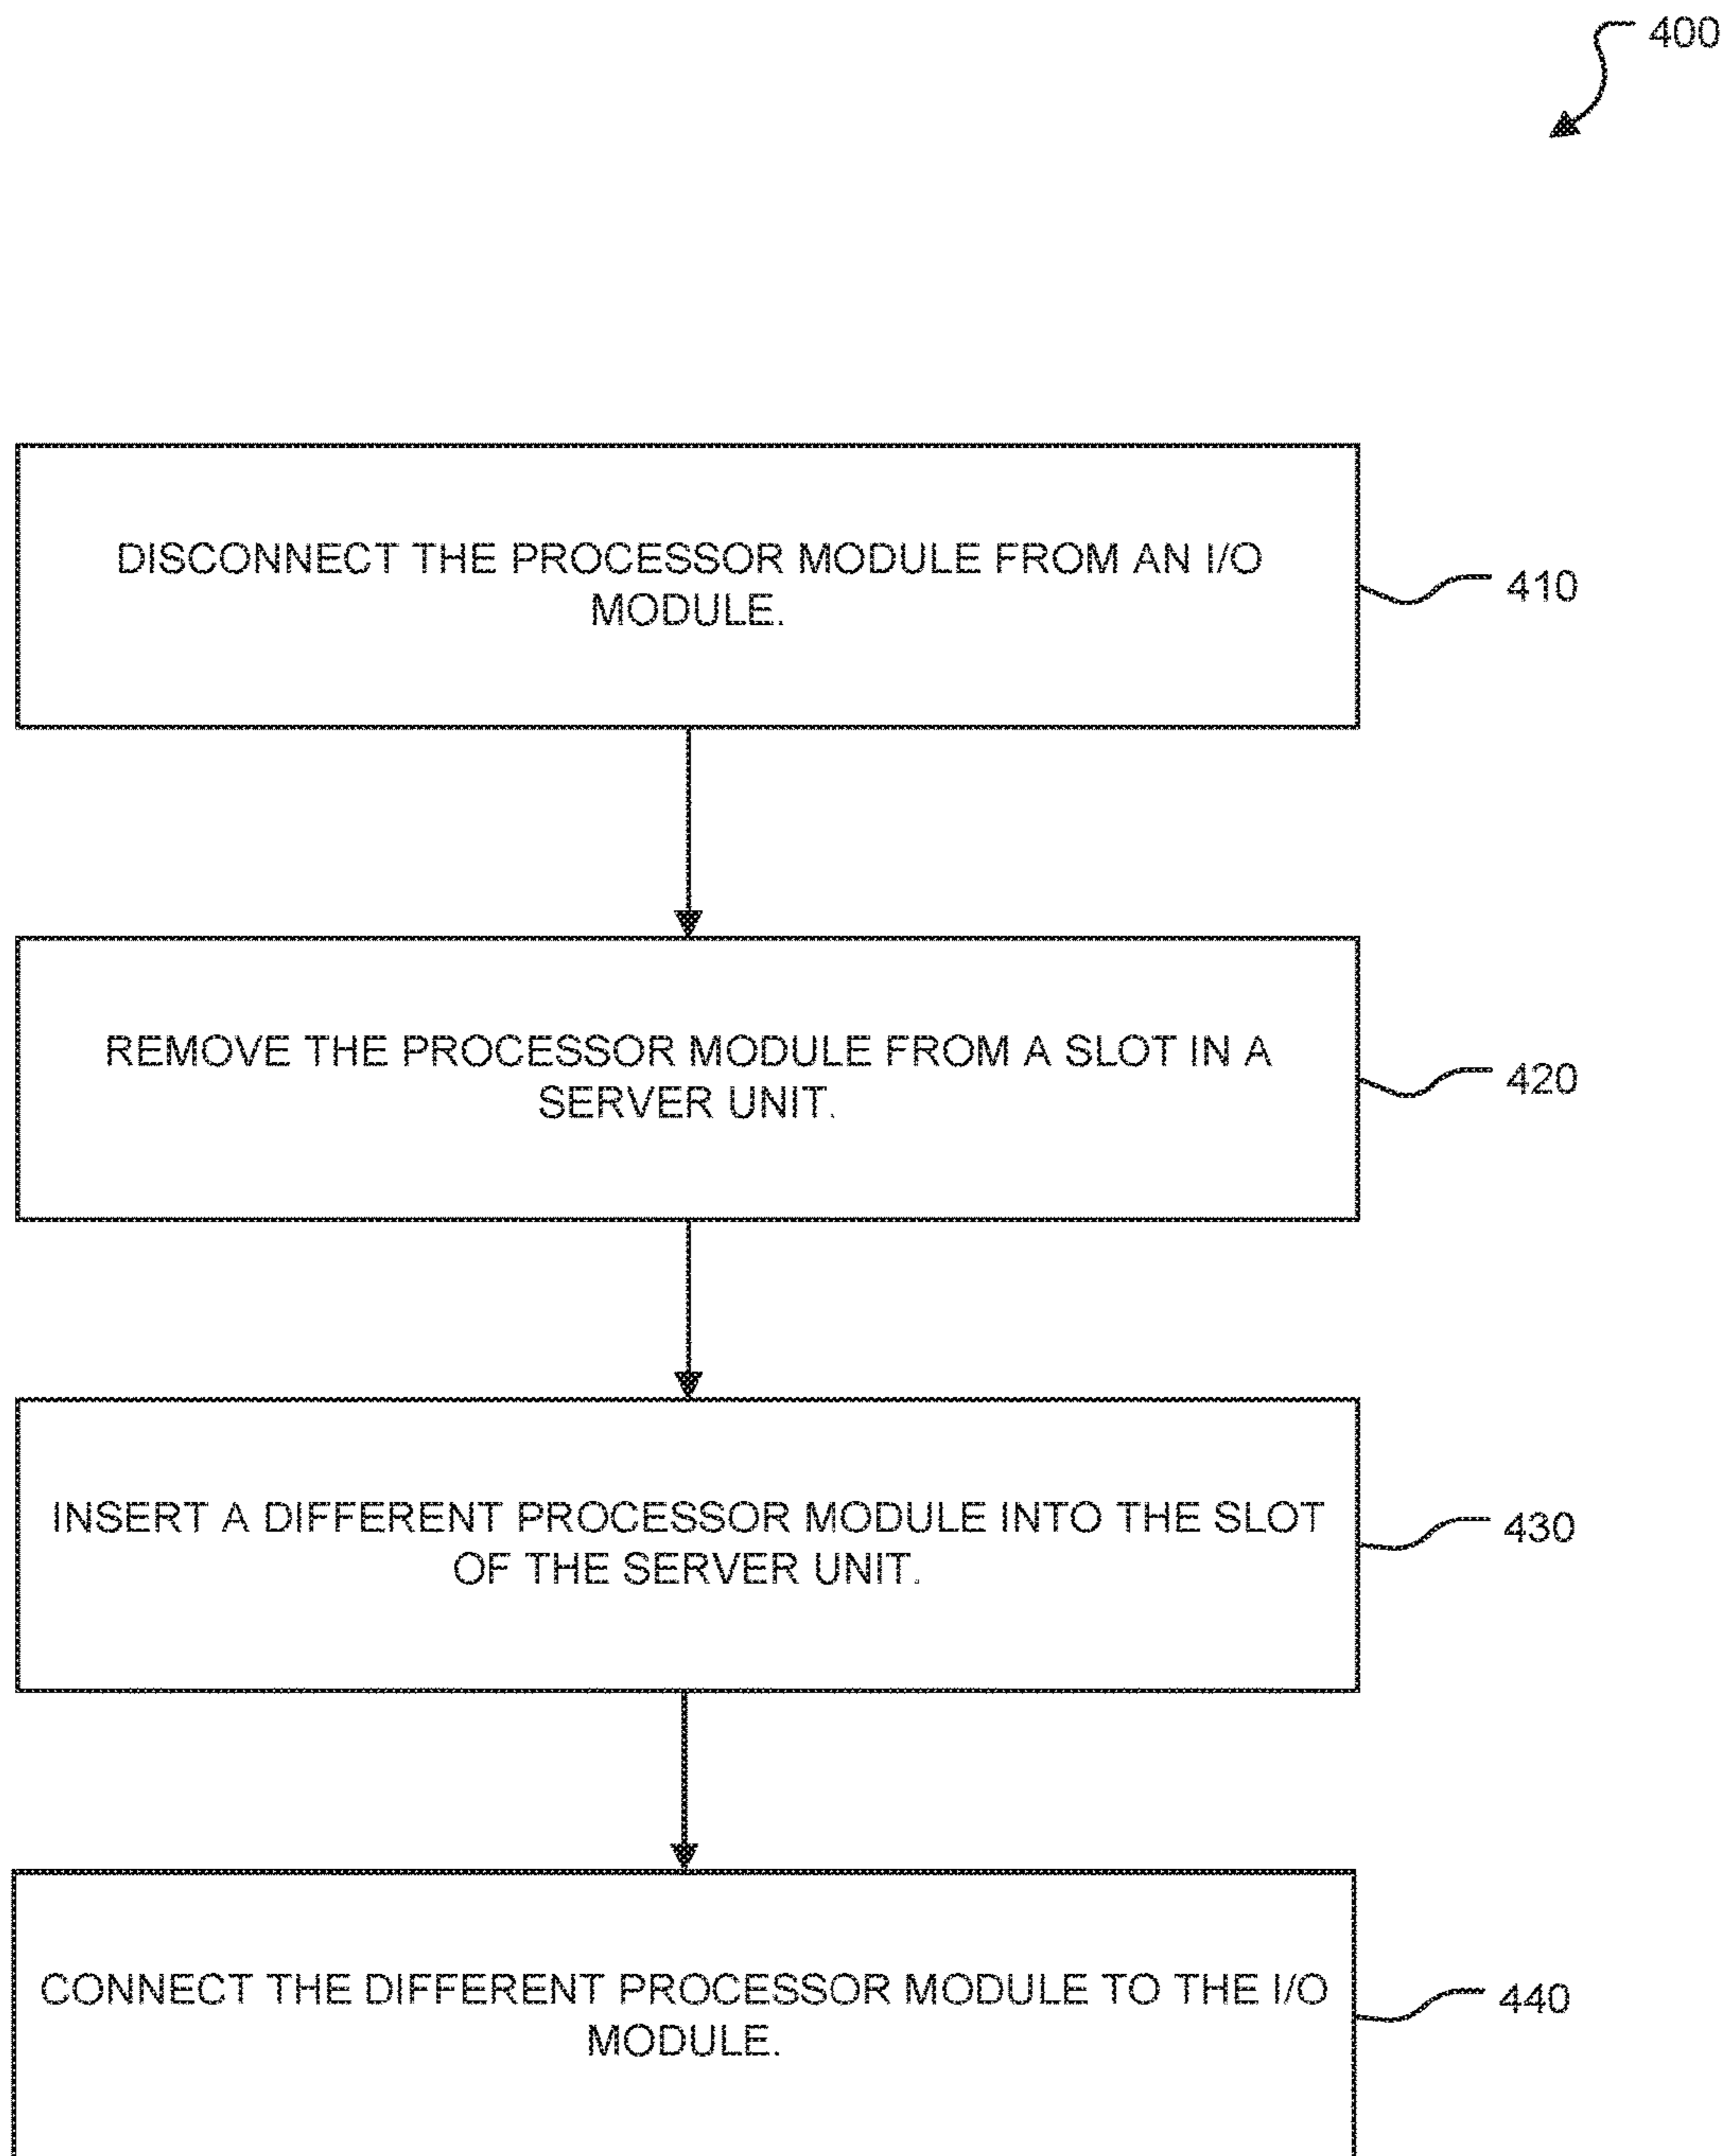 400
DISCONNECT THE PROCESSOR MODULE FROM AN I/O
MODULE.
410
REMOVE THE PROCESSOR MODULE FROM A SLOT IN A
SERVER UNIT.
420
INSERT A DIFFERENT PROCESSOR MODULE INTO THE SLOT
OF THE SERVER UNIT.
430
CONNECT THE DIFFERENT PROCESSOR MODULE TO THE I/O
MODULE.
440